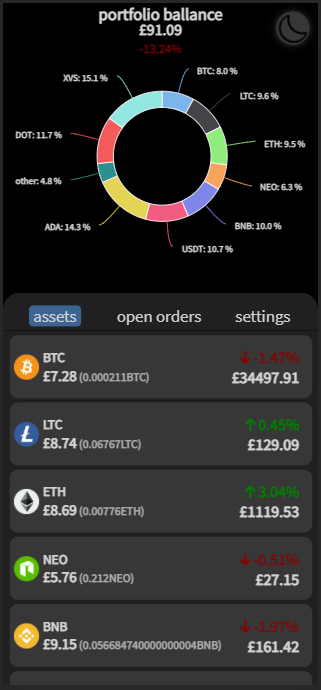 portfolio ballance
£91.09
-13.24%
XVS: 15.1 %
BTC: 8.0 %
LTC: 9.6 %
DOT: 11.7 %
ETH: 9.5 %
other: 4.8 %
NEO: 6.3 %
ADA: 14.3 %
BNB: 10.0 %
USDT: 10.7 %
assets open orders settings
BTC ↓-1.47%
£7.28 (0.000211BTC) £34497.91
LTC ↑0.45%
£8.74 (0.06767LTC) £129.09
ETH ↑3.04%
£8.69 (0.00776ETH) £1119.53
NEO ↓-0.51%
£5.76 (0.212NEO) £27.15
BNB ↓-1.97%
£9.15 (0.056684740000000004BNB) £161.42